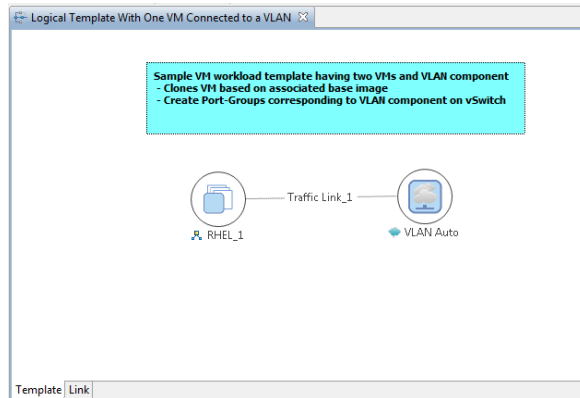 Logical Template With One VM Connected to a VLAN
Sample VM workload template having two VMs and VLAN component
- Clones VM based on associated base image
- Create Port-Groups corresponding to VLAN component on vSwitch
Traffic Link_1
RHEL_1
VLAN Auto
Template Link